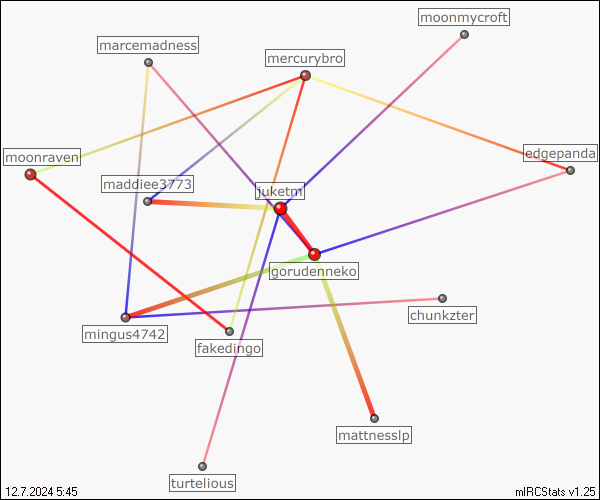 moonmycroft
marcemadness
mercurybro
edgepanda
moonraven
maddiee3773
juketm
gorudenneko
chunkzter
mingus4742
fakedingo
mattnesslp
turtelious
12.7.2024 5:45
mIRCStats v1.25